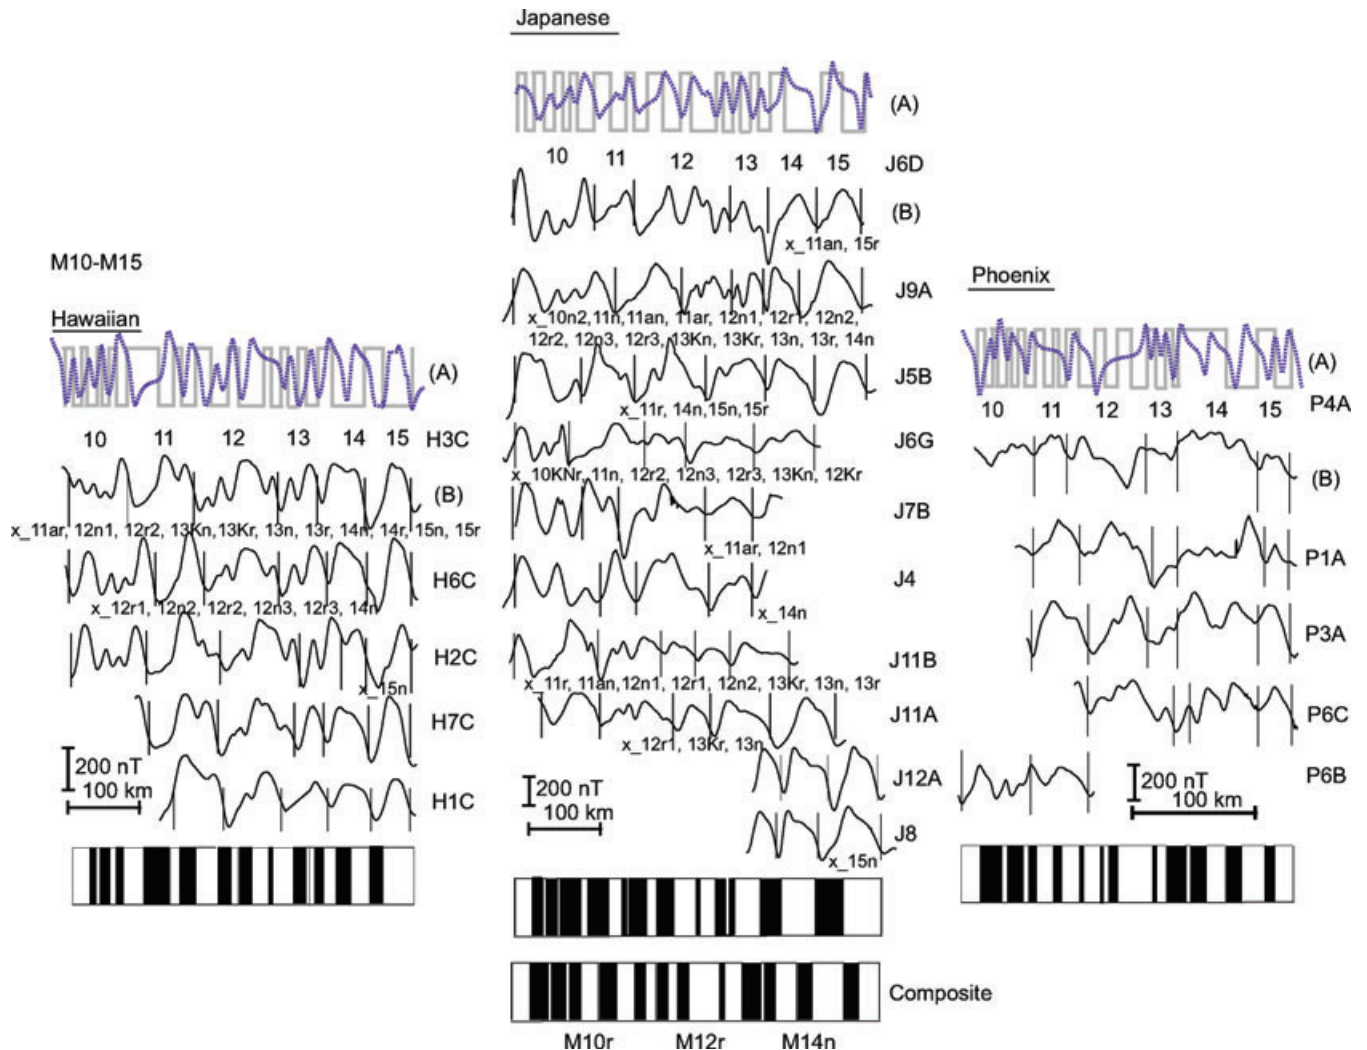 Japanese
(A)
10 11 12 13 14 15
J6D
(B)
x_11an, 15r
J9A
x_10n2, 11n, 11an, 11ar, 12n1, 12r1, 12n2,
12r2, 12n3, 12r3, 13Kn, 13Kr, 13n, 13r, 14n
J5B
x_11r, 14n, 15n, 15r
J6G
x_10KNr, 11n, 12r2, 12n3, 12r3, 13Kn, 12Kr
J7B
x_11ar, 12n1
J4
x_14n
J11B
x_11r, 11an, 12n1, 12r1, 12n2, 13Kr, 13n, 13r
J11A
x_12r1, 13Kr, 13n
J12A
200 nT
100 km
J8
x_15n
Composite
M10r M12r M14n
M10-M15
Hawaiian
(A)
10 11 12 13 14 15
H3C
(B)
x_11ar, 12n1, 12r2, 13Kn, 13Kr, 13n, 13r, 14n, 14r, 15n, 15r
H6C
x_12r1, 12n2, 12r2, 12n3, 12r3, 14n
H2C
x_15n
H7C
200 nT
100 km
H1C
Phoenix
(A)
10 11 12 13 14 15
P4A
(B)
P1A
P3A
P6C
P6B
200 nT
100 km